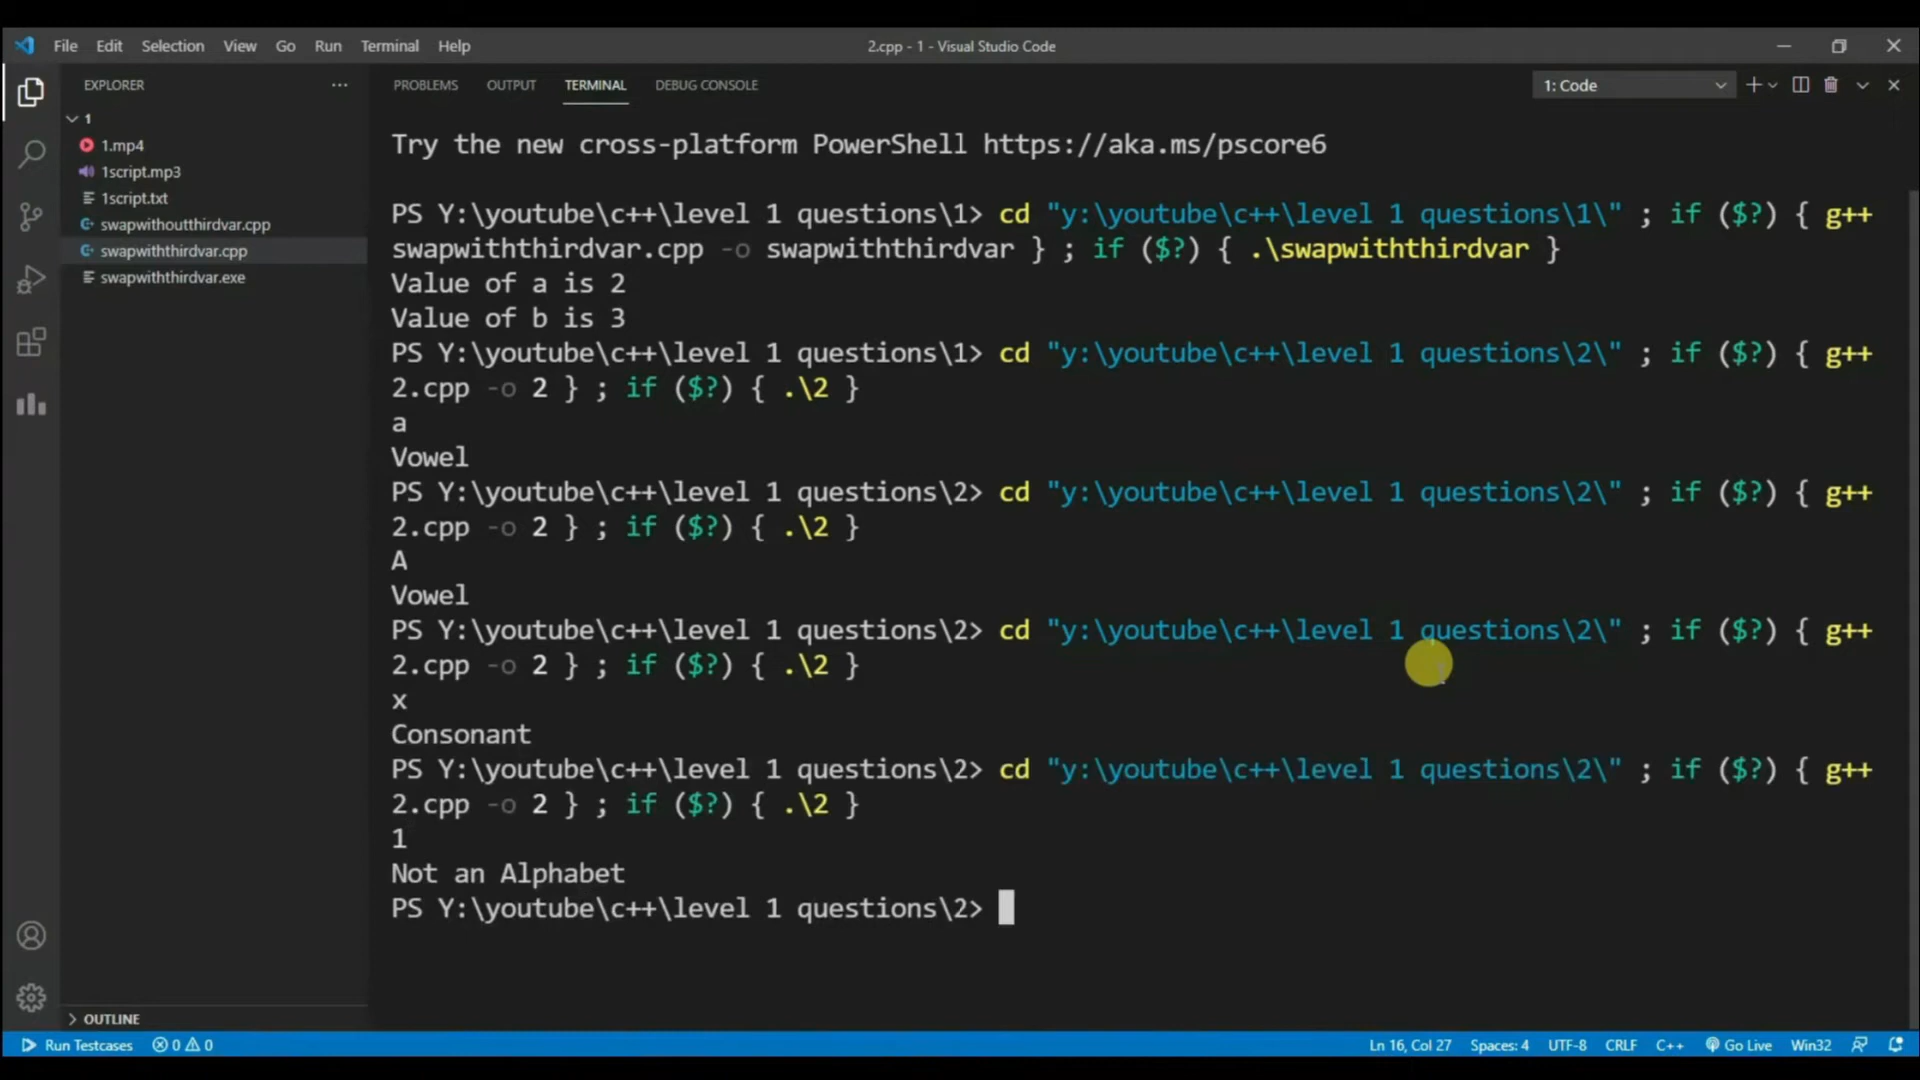 File Edit Selection View Go Run Terminal Help
2.cpp - 1 - Visual Studio Code
EXPLORER
PROBLEMS OUTPUT TERMINAL DEBUG CONSOLE
1: Code
1
1.mp4
1script.mp3
1script.txt
swapwithoutthirdvar.cpp
swapwiththirdvar.cpp
swapwiththirdvar.exe
Try the new cross-platform PowerShell https://aka.ms/pscore6
PS Y:\youtube\c++\level 1 questions\1> cd "y:\youtube\c++\level 1 questions\1\" ; if ($?) { g++
swapwiththirdvar.cpp -o swapwiththirdvar } ; if ($?) { .\swapwiththirdvar }
Value of a is 2
Value of b is 3
PS Y:\youtube\c++\level 1 questions\1> cd "y:\youtube\c++\level 1 questions\2\" ; if ($?) { g++
2.cpp -o 2 } ; if ($?) { .\2 }
a
Vowel
PS Y:\youtube\c++\level 1 questions\2> cd "y:\youtube\c++\level 1 questions\2\" ; if ($?) { g++
2.cpp -o 2 } ; if ($?) { .\2 }
A
Vowel
PS Y:\youtube\c++\level 1 questions\2> cd "y:\youtube\c++\level 1 questions\2\" ; if ($?) { g++
2.cpp -o 2 } ; if ($?) { .\2 }
x
Consonant
PS Y:\youtube\c++\level 1 questions\2> cd "y:\youtube\c++\level 1 questions\2\" ; if ($?) { g++
2.cpp -o 2 } ; if ($?) { .\2 }
1
Not an Alphabet
PS Y:\youtube\c++\level 1 questions\2>
OUTLINE
Run Testcases 0 0
Ln 16, Col 27 Spaces: 4 UTF-8 CRLF C++ Go Live Win32